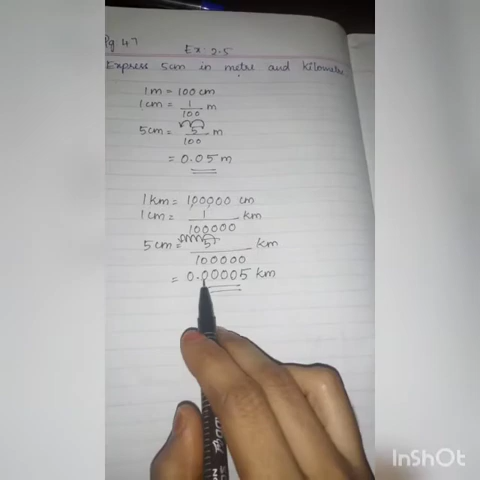 Pg 47
Ex: 2.5
Express 5cm in metre and kilometre
1m = 100 cm
1cm = 1/100 m
5cm = 5/100 m
= 0.05 m
1km = 100000 cm
1cm = 1/100000 km
5cm = 5/100000 km
= 0.00005 km
InShOt